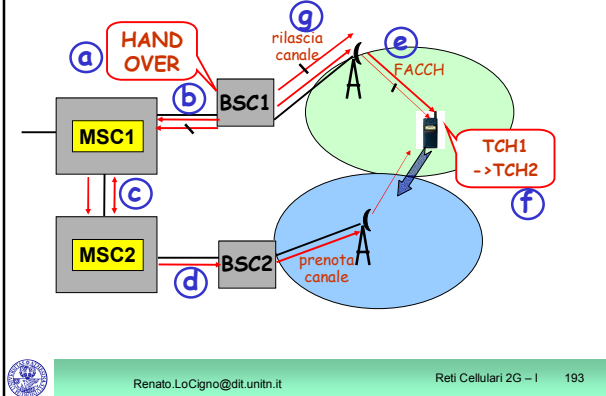 g
rilascia
canale
HAND
OVER
a
e
FACCH
b
BSC1
MSC1
TCH1
->TCH2
c
f
MSC2
BSC2
d
prenota
canale
Renato.LoCigno@dit.unitn.it
Reti Cellulari 2G – I 193